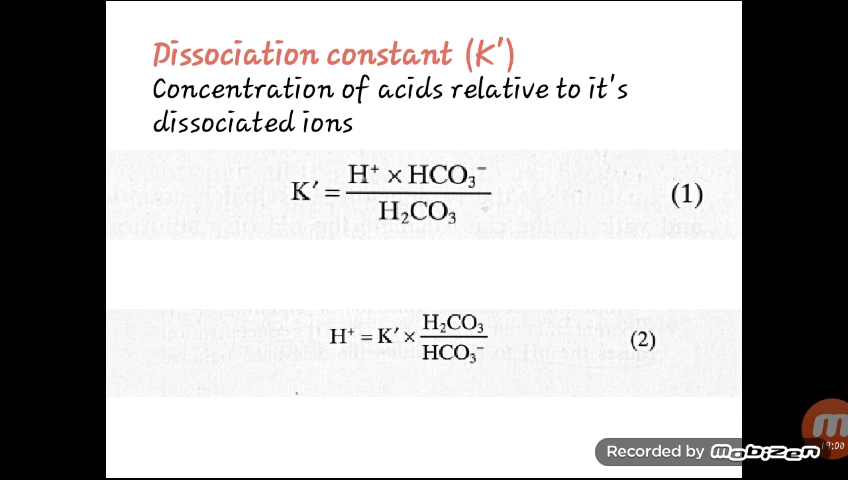 Dissociation constant (K')
Concentration of acids relative to it's
dissociated ions
K′ = H⁺ × HCO₃⁻ / H₂CO₃ (1)
H⁺ = K′ × H₂CO₃ / HCO₃⁻ (2)
Recorded by mobizen